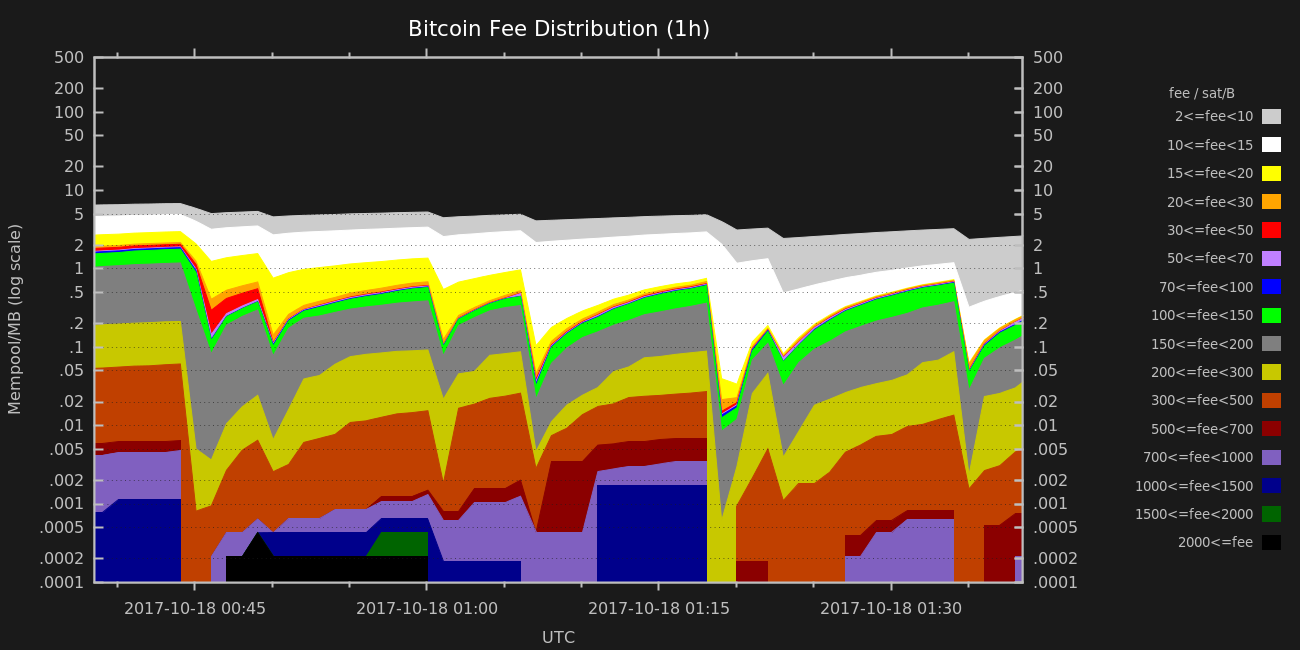 Bitcoin Fee Distribution (1h)
Mempool/MB (log scale)
500
200
100
50
20
10
5
2
1
.5
.2
.1
.05
.02
.01
.005
.002
.001
.0005
.0002
.0001
500
200
100
50
20
10
5
2
1
.5
.2
.1
.05
.02
.01
.005
.002
.001
.0005
.0002
.0001
fee / sat/B
2<=fee<10
10<=fee<15
15<=fee<20
20<=fee<30
30<=fee<50
50<=fee<70
70<=fee<100
100<=fee<150
150<=fee<200
200<=fee<300
300<=fee<500
500<=fee<700
700<=fee<1000
1000<=fee<1500
1500<=fee<2000
2000<=fee
2017-10-18 00:45 2017-10-18 01:00 2017-10-18 01:15 2017-10-18 01:30
UTC